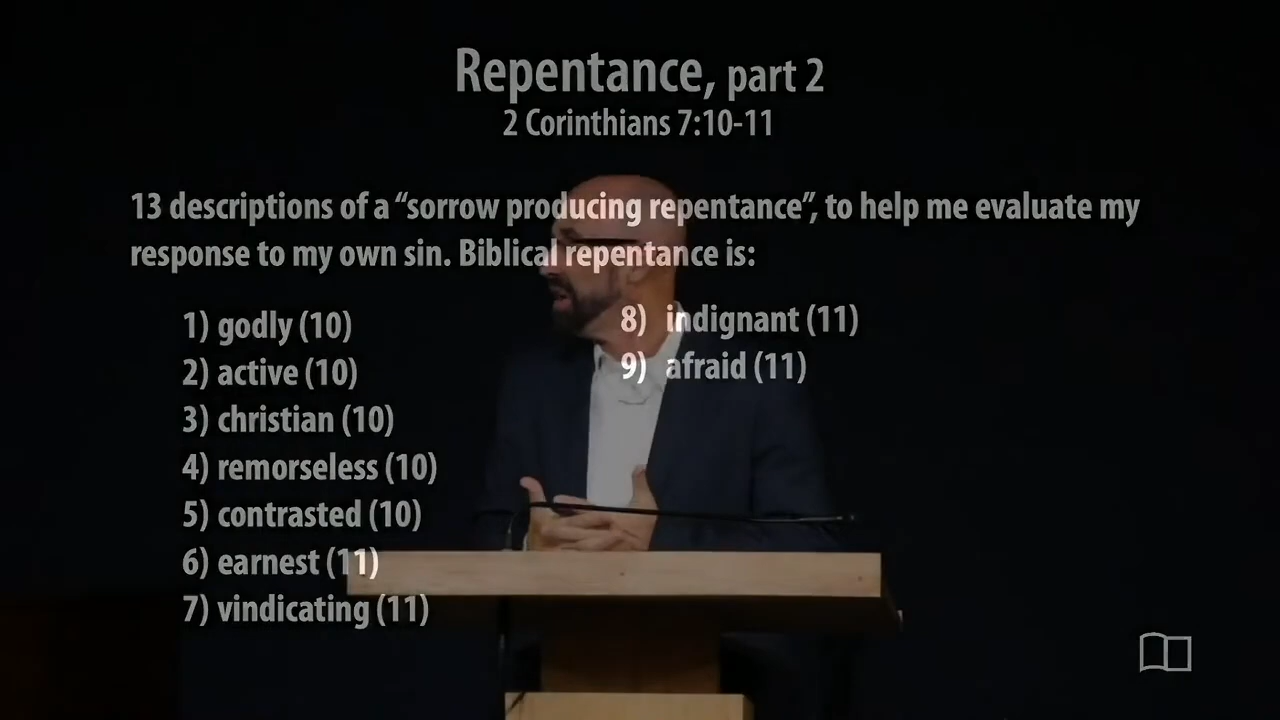 Repentance, part 2
2 Corinthians 7:10-11
13 descriptions of a “sorrow producing repentance”, to help me evaluate my
response to my own sin. Biblical repentance is:
1) godly (10)
2) active (10)
3) christian (10)
4) remorseless (10)
5) contrasted (10)
6) earnest (11)
7) vindicating (11)
8) indignant (11)
9) afraid (11)